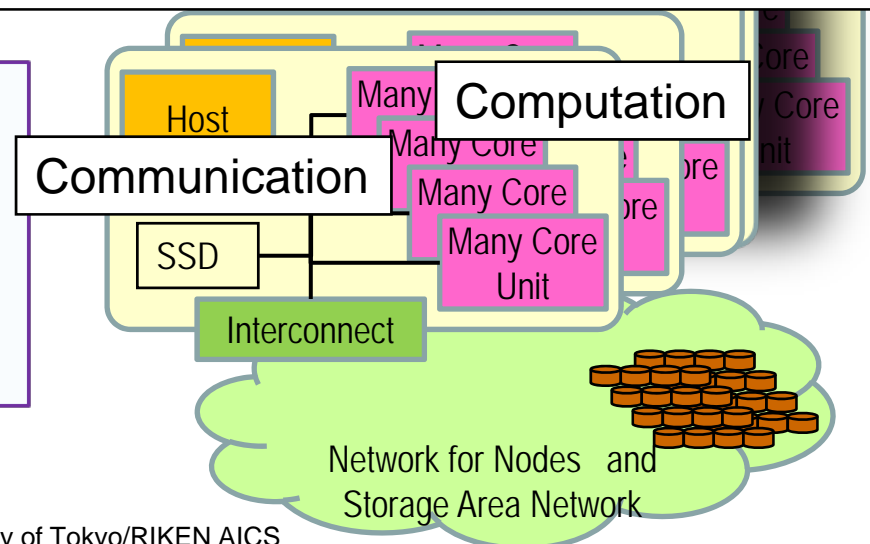 Host
Many
Computation
Many Core
Communication
Many Core
SSD
Many Core
Unit
Interconnect
Core
Network for Nodes and
Storage Area Network
of Tokyo/RIKEN AICS